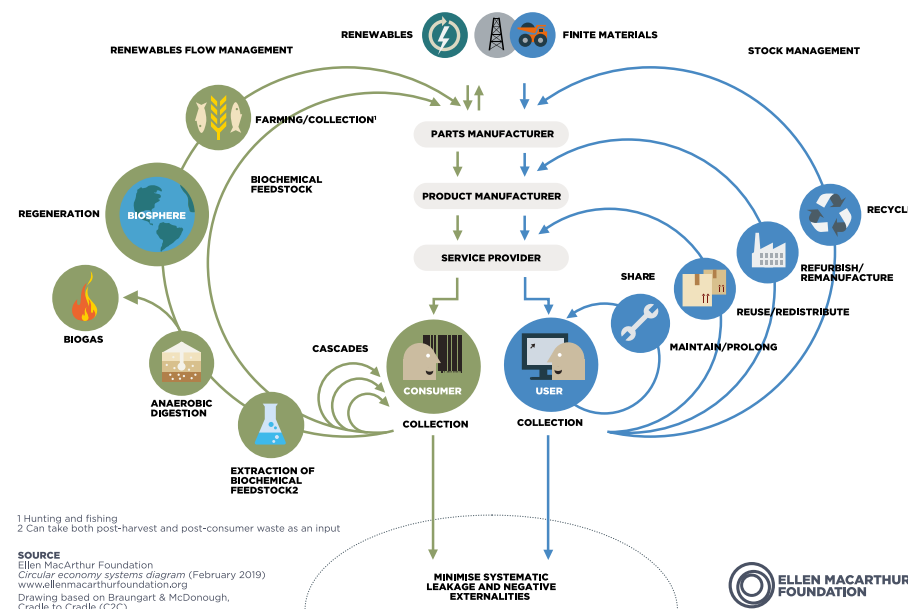 RENEWABLES
FINITE MATERIALS
RENEWABLES FLOW MANAGEMENT
STOCK MANAGEMENT
FARMING/COLLECTION¹
PARTS MANUFACTURER
BIOCHEMICAL
FEEDSTOCK
PRODUCT MANUFACTURER
REGENERATION
BIOSPHERE
RECYCLE
SERVICE PROVIDER
SHARE
REFURBISH/
REMANUFACTURE
REUSE/REDISTRIBUTE
BIOGAS
CASCADES
MAINTAIN/PROLONG
CONSUMER
USER
ANAEROBIC
DIGESTION
COLLECTION
COLLECTION
EXTRACTION OF
BIOCHEMICAL
FEEDSTOCK2
1 Hunting and fishing
2 Can take both post-harvest and post-consumer waste as an input
SOURCE
Ellen MacArthur Foundation
Circular economy systems diagram (February 2019)
www.ellenmacarthurfoundation.org
Drawing based on Braungart & McDonough,
Cradle to Cradle (C2C)
MINIMISE SYSTEMATIC
LEAKAGE AND NEGATIVE
EXTERNALITIES
ELLEN MACARTHUR
FOUNDATION